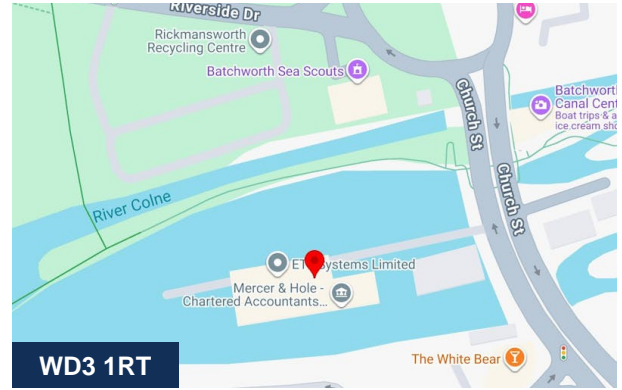 Riverside Dr
Rickmansworth
Recycling Centre
Batchworth Sea Scouts
Church St
Batchworth
Canal Cent
Boat trips & a
ice cream sho
River Colne
Church St
Systems Limited
Mercer & Hole -
Chartered Accountants...
The White Bear
WD3 1RT